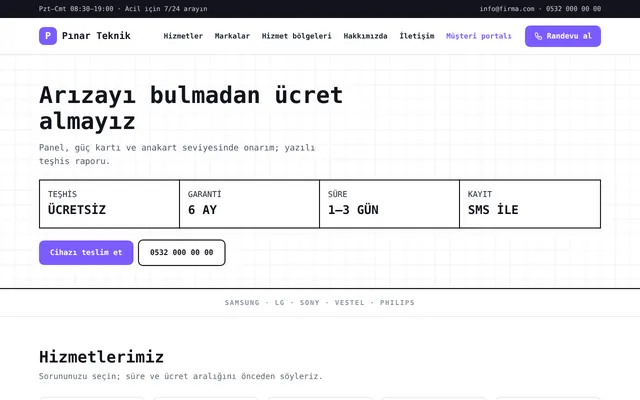 Pzt–Cmt 08:30–19:00 · Acil için 7/24 arayın
info@firma.com · 0532 000 00 00
P Pınar Teknik
Hizmetler Markalar Hizmet bölgeleri Hakkımızda İletişim Müşteri portalı Randevu al
Arızayı bulmadan ücret
almayız
Panel, güç kartı ve anakart seviyesinde onarım; yazılı
teşhis raporu.
TEŞHİS GARANTİ SÜRE KAYIT
ÜCRETSİZ 6 AY 1–3 GÜN SMS İLE
Cihazı teslim et 0532 000 00 00
SAMSUNG · LG · SONY · VESTEL · PHILIPS
Hizmetlerimiz
Sorununuzu seçin; süre ve ücret aralığını önceden söyleriz.